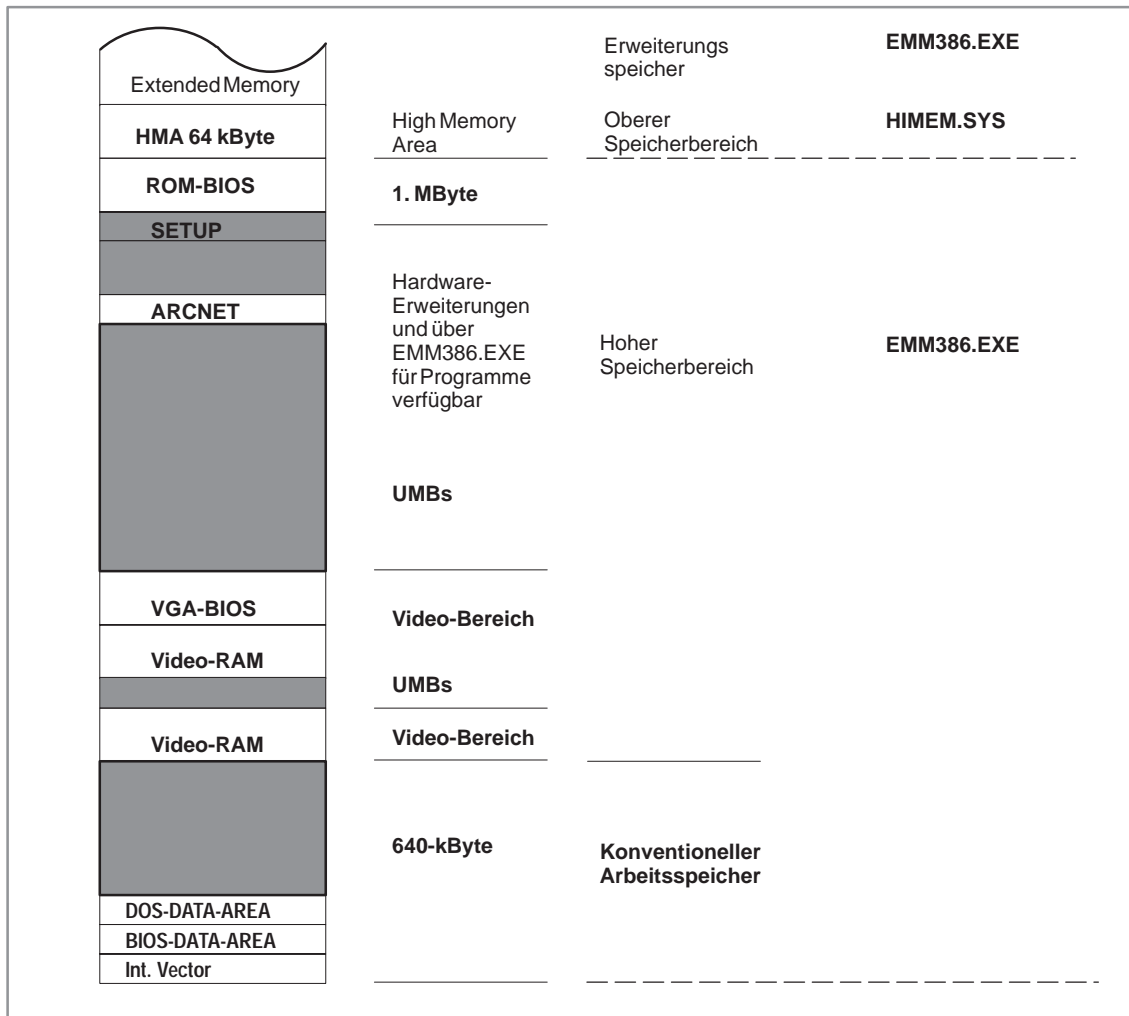 Extended Memory
HMA 64 kByte
ROM-BIOS
SETUP
ARCNET
VGA-BIOS
Video-RAM
Video-RAM
DOS-DATA-AREA
BIOS-DATA-AREA
Int. Vector
High Memory
Area
1. MByte
Hardware-
Erweiterungen
und über
EMM386.EXE
für Programme
verfügbar
UMBs
Video-Bereich
UMBs
Video-Bereich
640-kByte
Erweiterungs
speicher
Oberer
Speicherbereich
Hoher
Speicherbereich
Konventioneller
Arbeitsspeicher
EMM386.EXE
HIMEM.SYS
EMM386.EXE